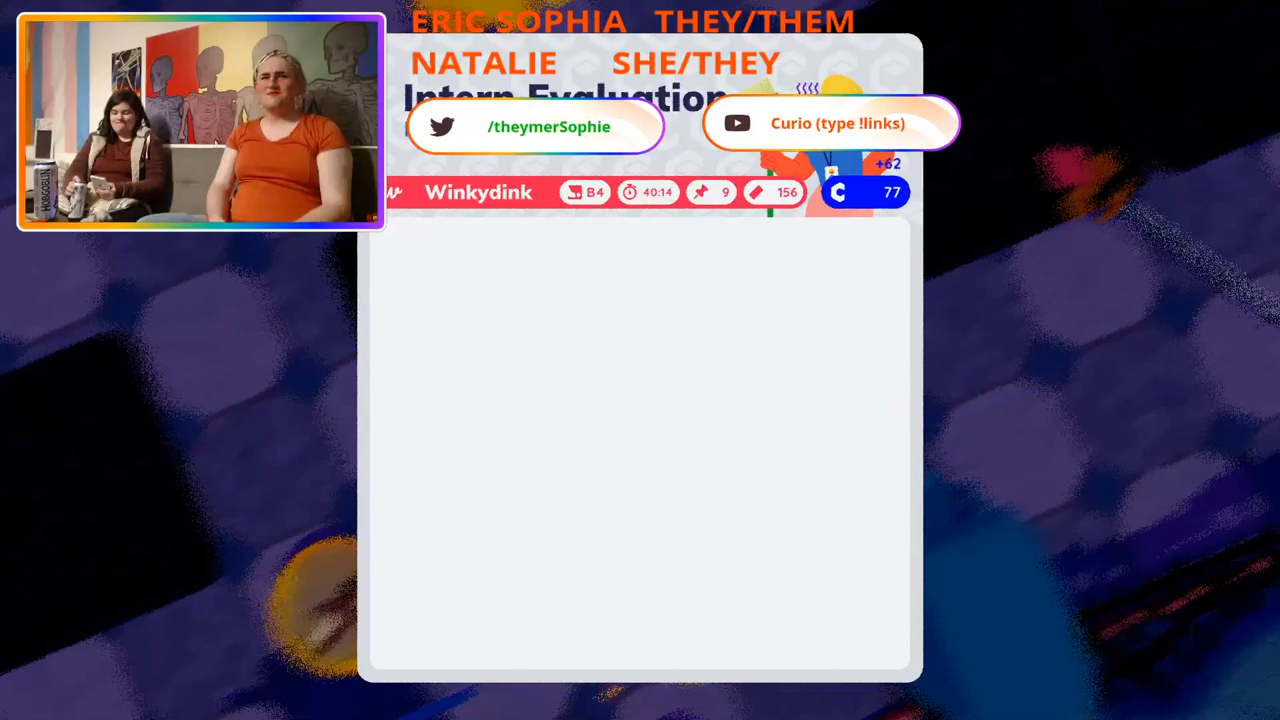 ERIC SOPHIA THEY/THEM
NATALIE SHE/THEY
Intern Evaluation
/theymerSophie
Curio (type !links)
+62
Winkydink B4 40:14 9 156 77
HOBGOBLIN